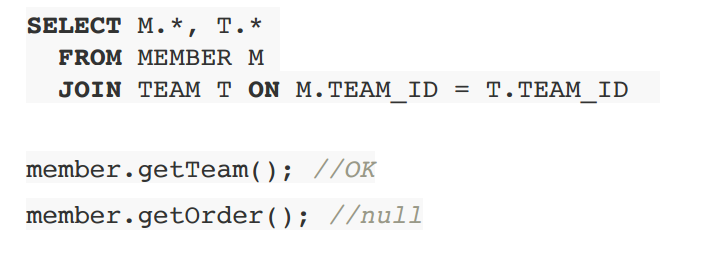 SELECT M.*, T.*
FROM MEMBER M
JOIN TEAM T ON M.TEAM_ID = T.TEAM_ID
member.getTeam(); //OK
member.getOrder(); //null